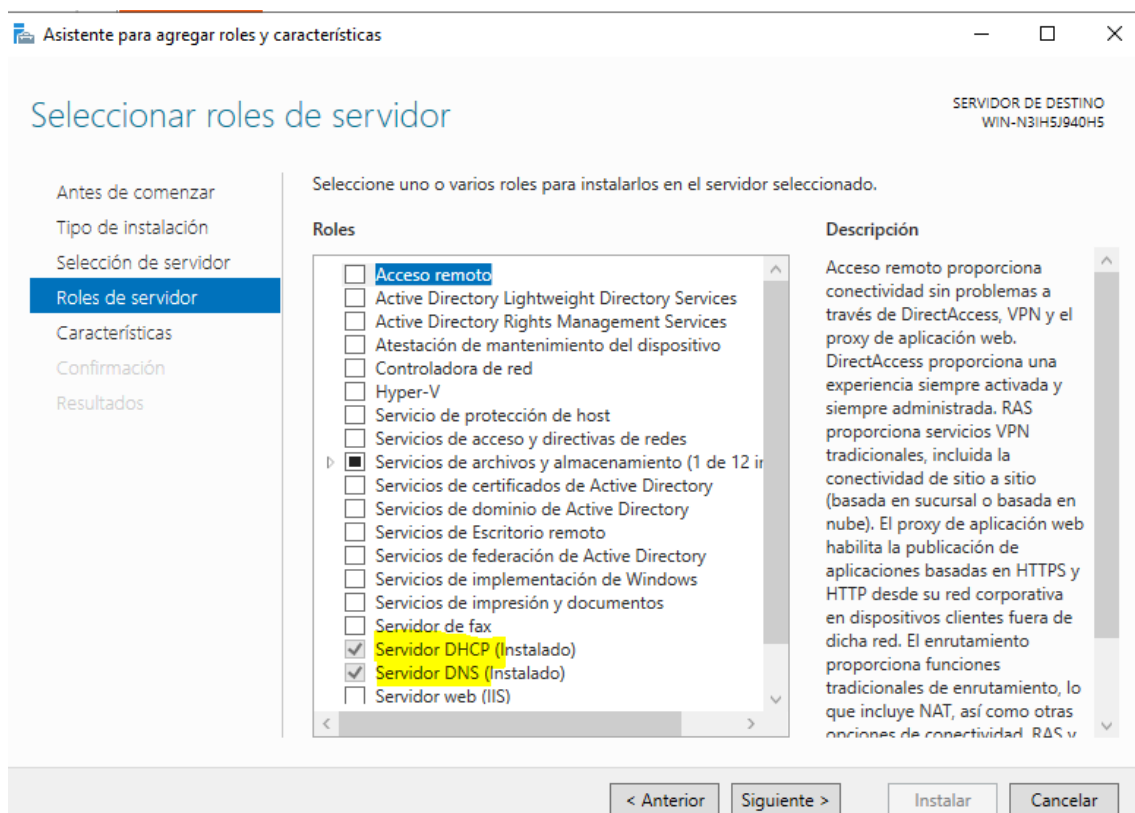 Asistente para agregar roles y características
Seleccionar roles de servidor
SERVIDOR DE DESTINO
WIN-N3IH5J940H5
Antes de comenzar
Tipo de instalación
Selección de servidor
Roles de servidor
Características
Confirmación
Resultados
Seleccione uno o varios roles para instalarlos en el servidor seleccionado.
Roles
Acceso remoto
Active Directory Lightweight Directory Services
Active Directory Rights Management Services
Atestación de mantenimiento del dispositivo
Controladora de red
Hyper-V
Servicio de protección de host
Servicios de acceso y directivas de redes
Servicios de archivos y almacenamiento (1 de 12 in
Servicios de certificados de Active Directory
Servicios de dominio de Active Directory
Servicios de Escritorio remoto
Servicios de federación de Active Directory
Servicios de implementación de Windows
Servicios de impresión y documentos
Servidor de fax
Servidor DHCP (Instalado)
Servidor DNS (Instalado)
Servidor web (IIS)
Descripción
Acceso remoto proporciona
conectividad sin problemas a
través de DirectAccess, VPN y el
proxy de aplicación web.
DirectAccess proporciona una
experiencia siempre activada y
siempre administrada. RAS
proporciona servicios VPN
tradicionales, incluida la
conectividad de sitio a sitio
(basada en sucursal o basada en
nube). El proxy de aplicación web
habilita la publicación de
aplicaciones basadas en HTTPS y
HTTP desde su red corporativa
en dispositivos clientes fuera de
dicha red. El enrutamiento
proporciona funciones
tradicionales de enrutamiento, lo
que incluye NAT, así como otras
opciones de conectividad. RAS y
< Anterior
Siguiente >
Instalar
Cancelar